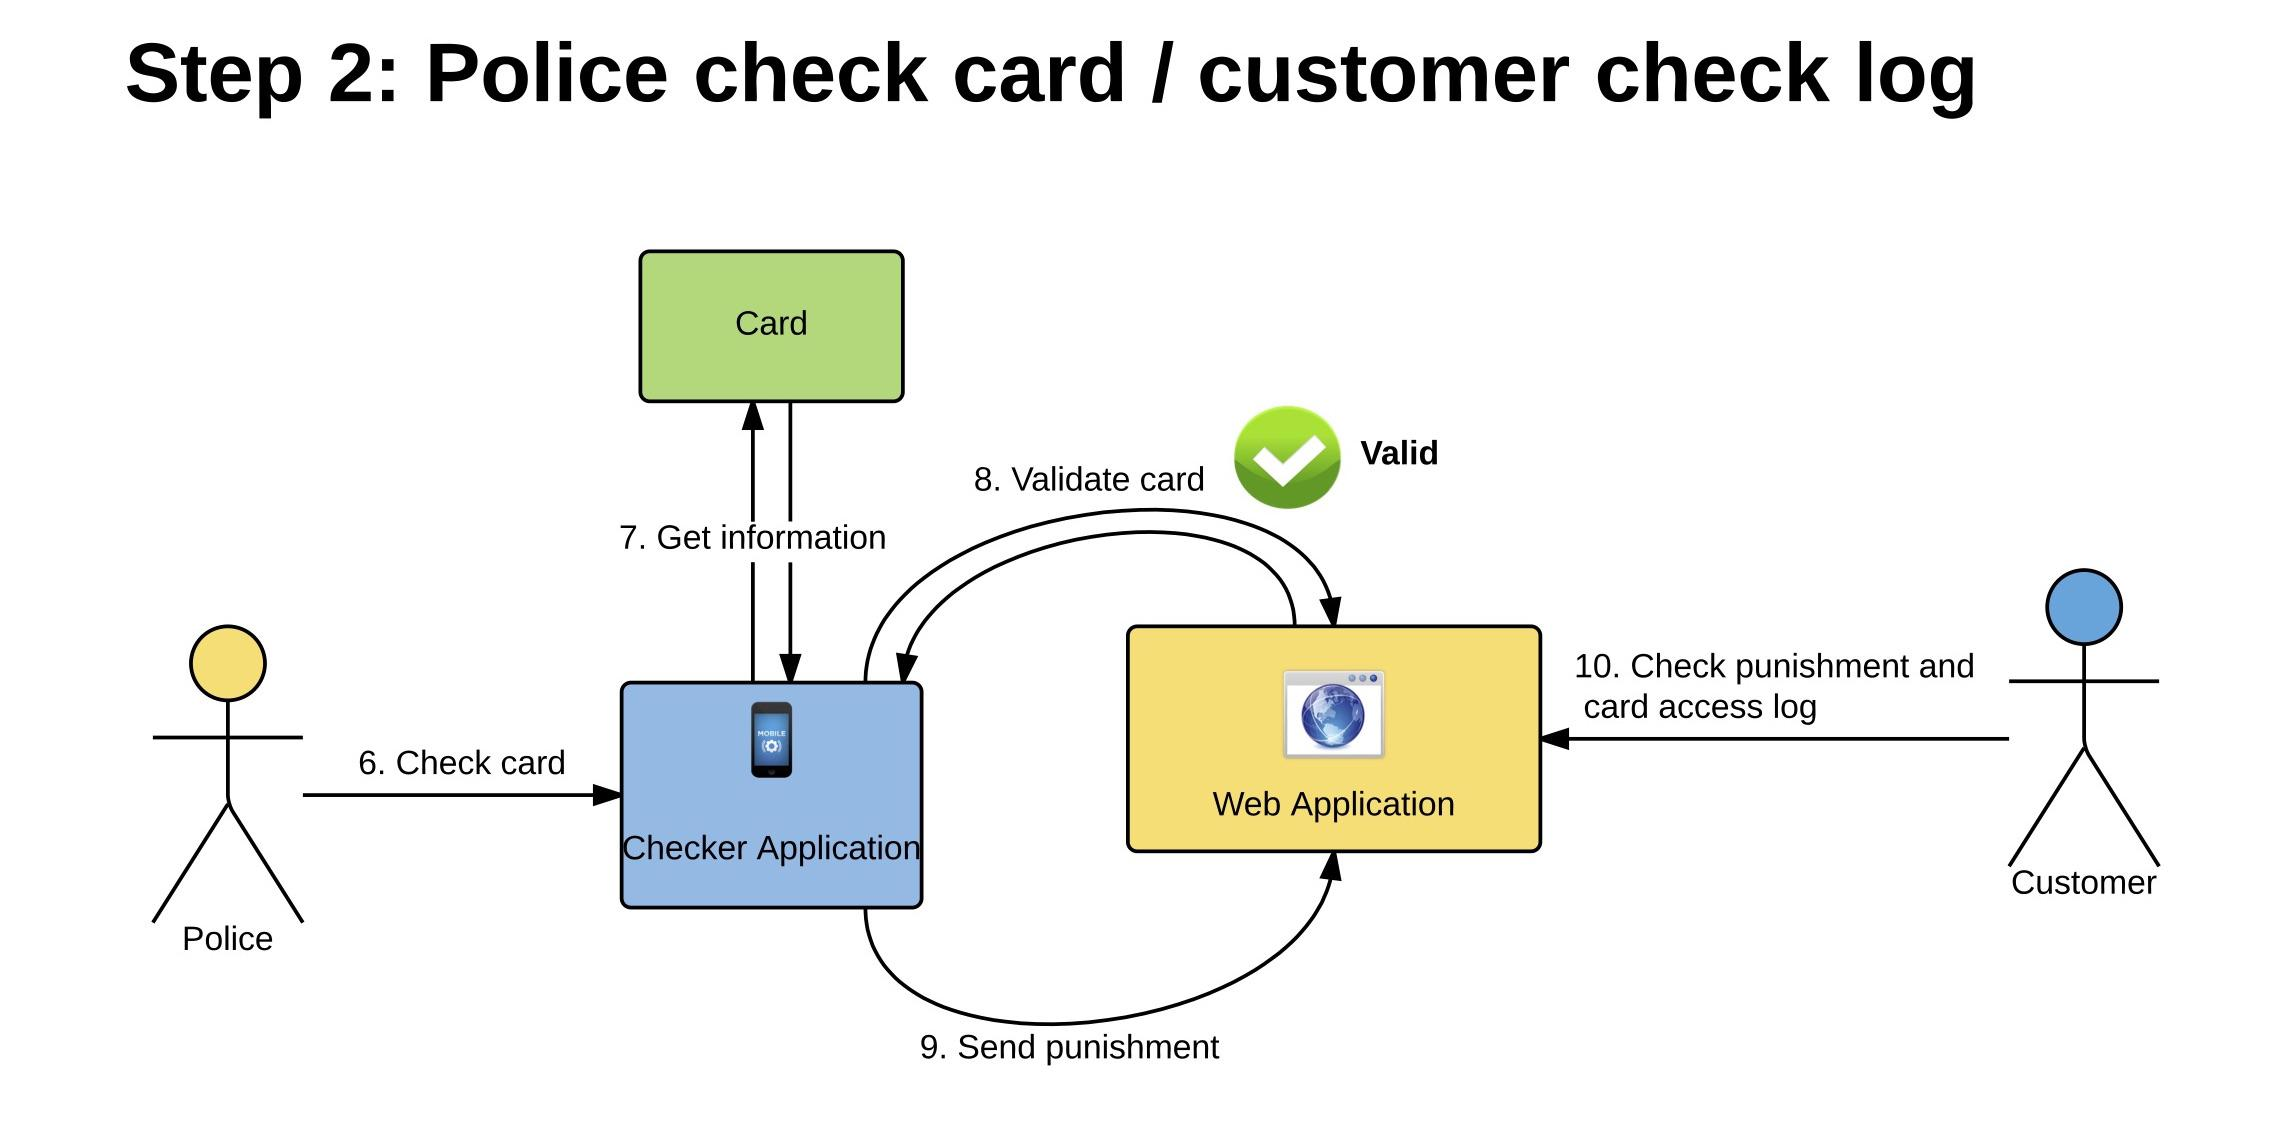 Step 2: Police check card / customer check log
Card
Valid
8. Validate card
7. Get information
10. Check punishment and
card access log
MOBILE
6. Check card
Web Application
Checker Application
Customer
Police
9. Send punishment